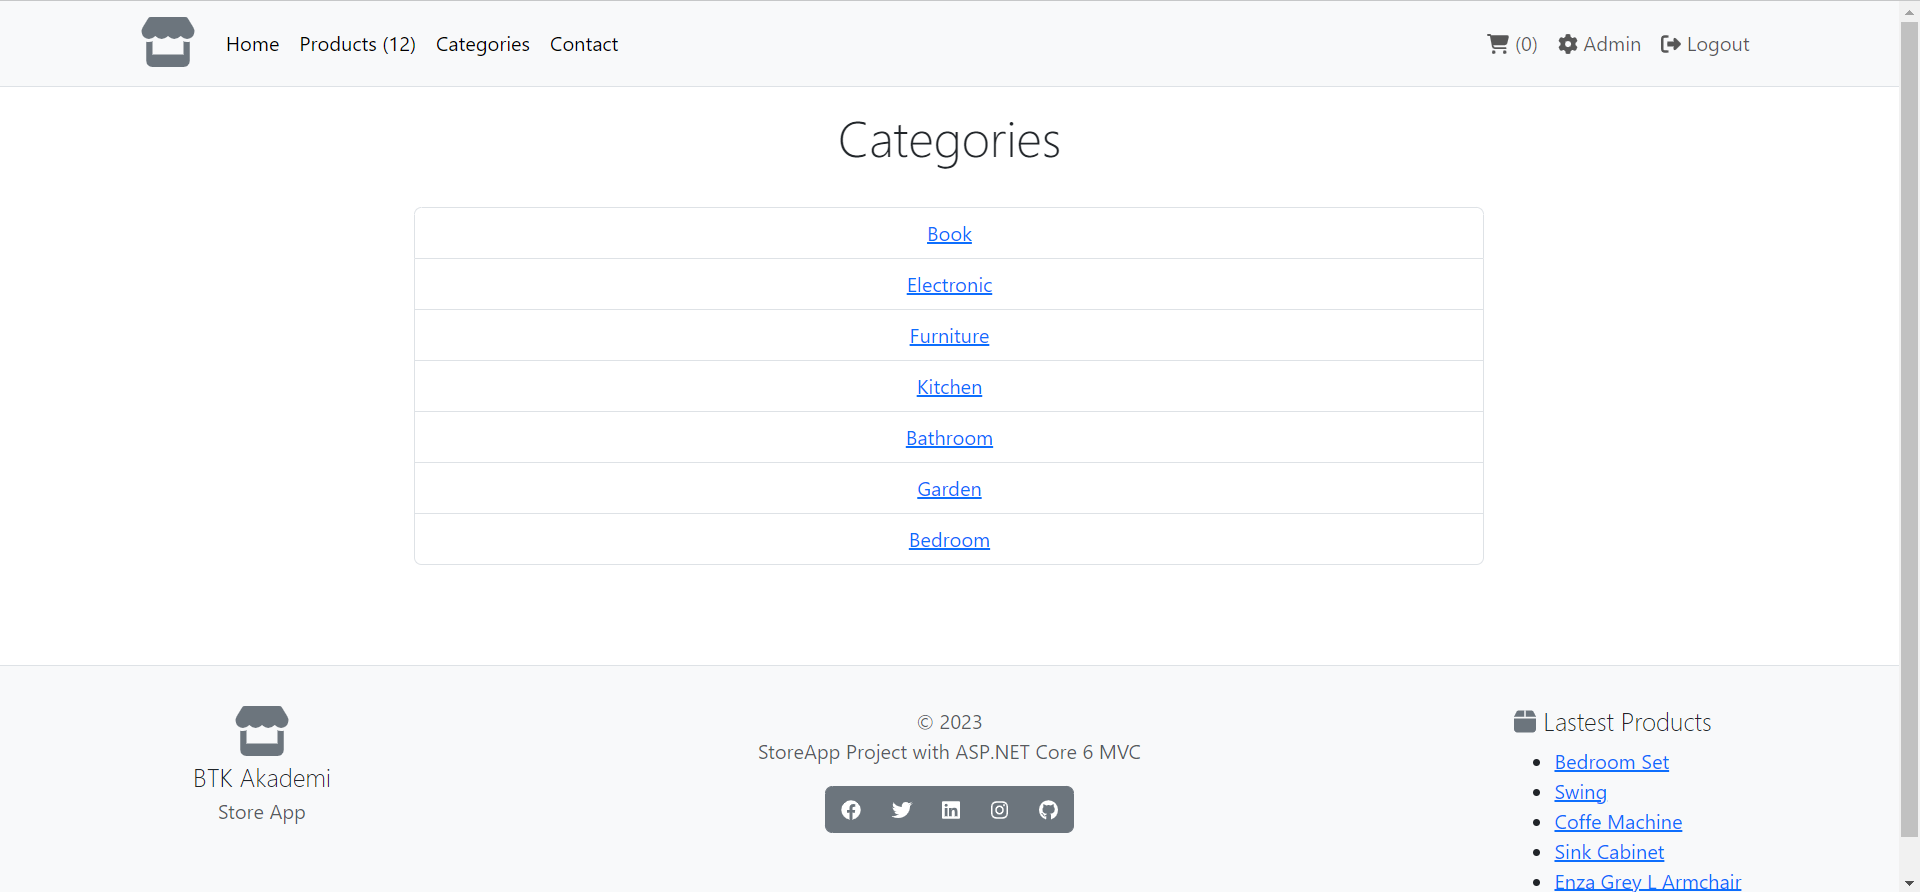 Home Products (12) Categories Contact (0) Admin Logout
Categories
Book
Electronic
Furniture
Kitchen
Bathroom
Garden
Bedroom
BTK Akademi
Store App
© 2023
StoreApp Project with ASP.NET Core 6 MVC
Lastest Products
Bedroom Set
Swing
Coffe Machine
Sink Cabinet
Enza Grey L Armchair